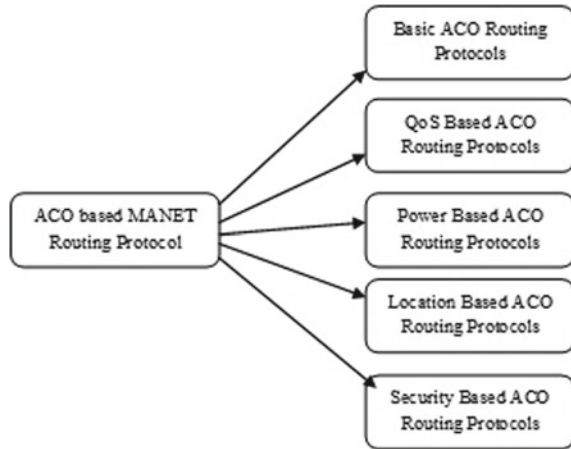 Basic ACO Routing
Protocols
QoS Based ACO
Routing Protocols
ACO based MANET
Routing Protocol
Power Based ACO
Routing Protocols
Location Based ACO
Routing Protocols
Security Based ACO
Routing Protocols